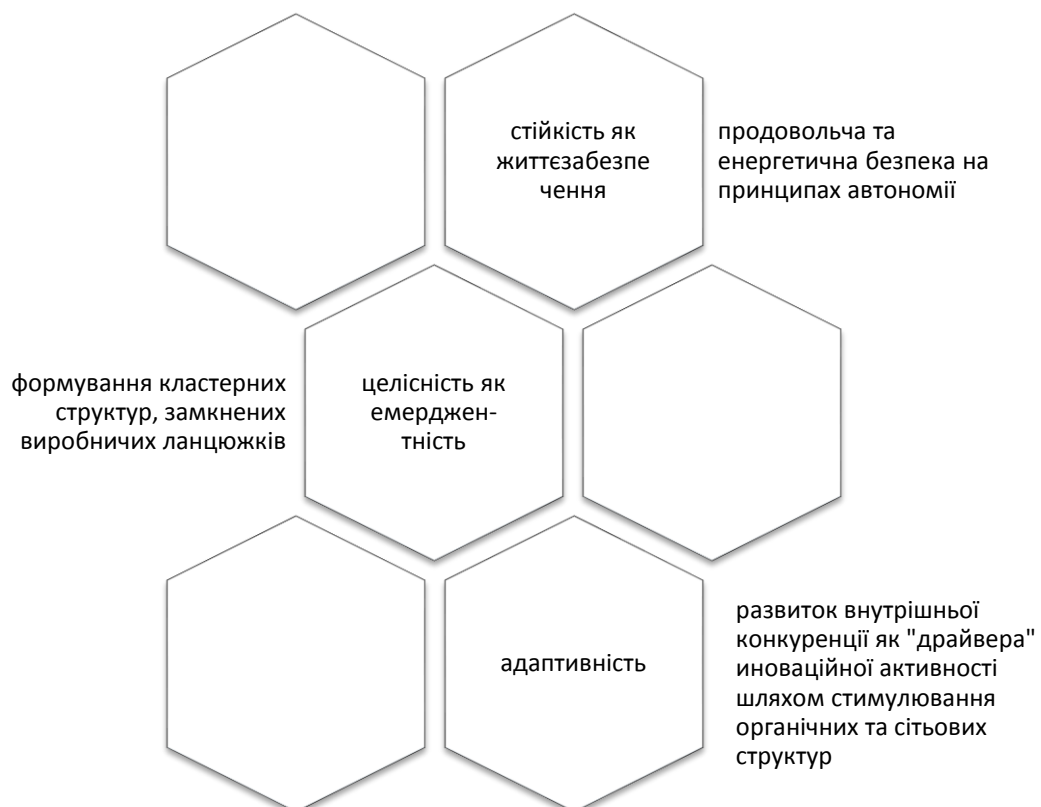 стійкість як
життєзабезпе
чення
продовольча та
енергетична безпека на
принципах автономії
формування кластерних
структур, замкнених
виробничих ланцюжків
целісність як
емерджен-
тність
адаптивність
развиток внутрішньої
конкуренції як "драйвера"
иноваційної активності
шляхом стимулювання
органічних та сітьових
структур